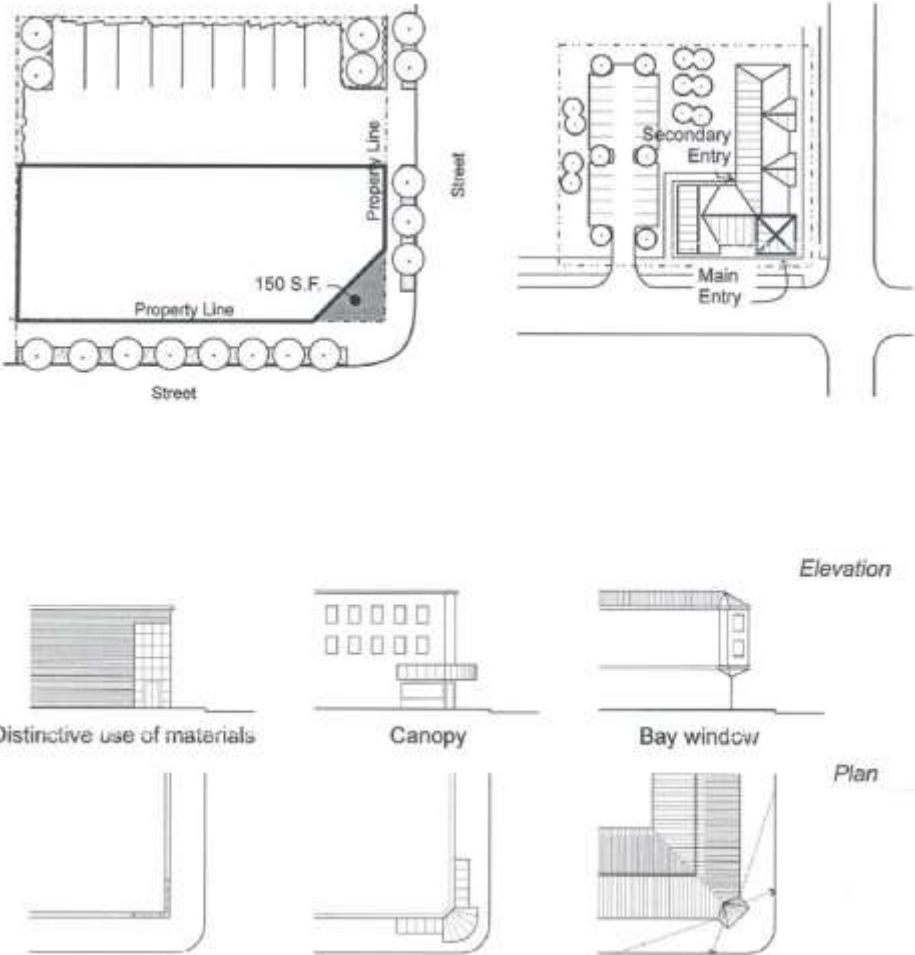 Property Line
Street
150 S.F.
Property Line
Street
Secondary
Entry
Main
Entry
Elevation
Distinctive use of materials
Canopy
Bay window
Plan